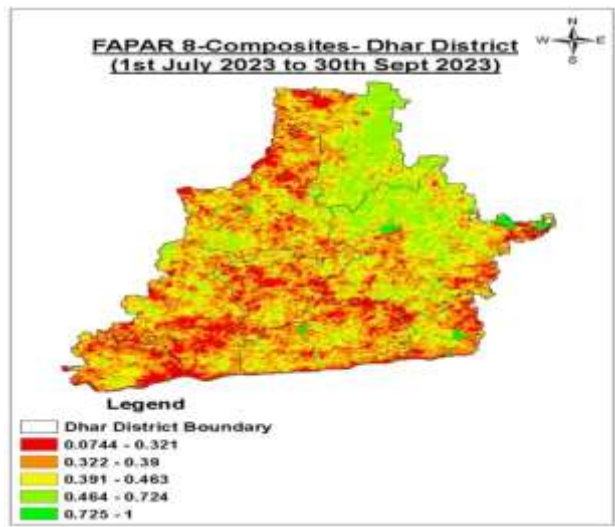 FAPAR 8-Composites- Dhar District
(1st July 2023 to 30th Sept 2023)
N
W E
S
Legend
Dhar District Boundary
0.0744 - 0.321
0.322 - 0.39
0.391 - 0.463
0.464 - 0.724
0.725 - 1